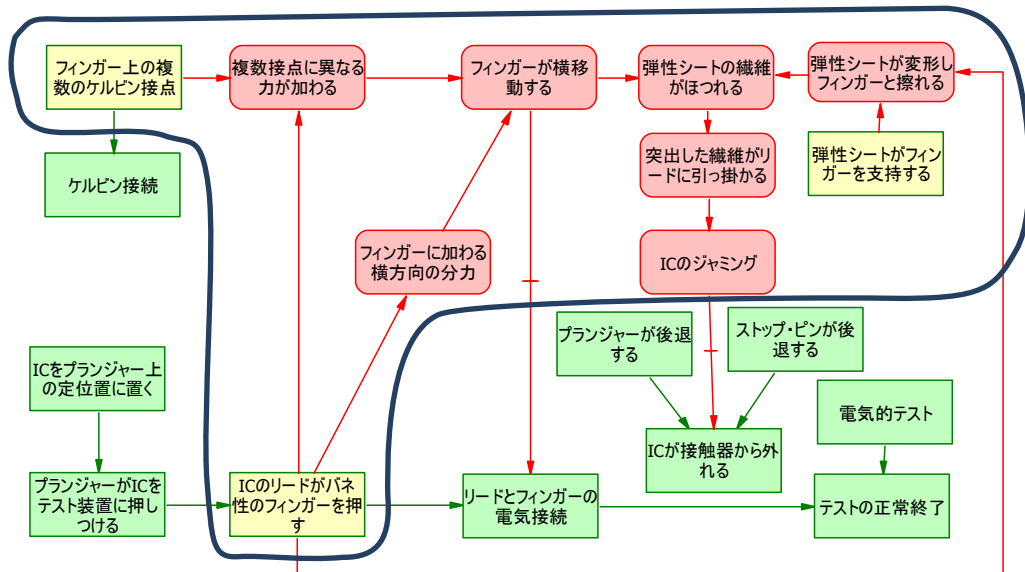 フィンガー上の複
数のケルビン接点
複数接点に異なる
力が加わる
フィンガーが横移
動する
弾性シートの繊維
がほつれる
弾性シートが変形し
フィンガーと擦れる
ケルビン接続
突出した繊維がリ
ードに引っ掛かる
弾性シートがフィン
ガーを支持する
フィンガーに加わる
横方向の分力
ICのジャミング
プランジャーが後退
する
ストップ・ピンが後
退する
ICをプランジャー上
の定位置に置く
電気的テスト
ICが接触器から外
れる
プランジャーがICを
テスト装置に押し
つける
ICのリードがバネ
性のフィンガーを押
す
リードとフィンガーの
電気接続
テストの正常終了